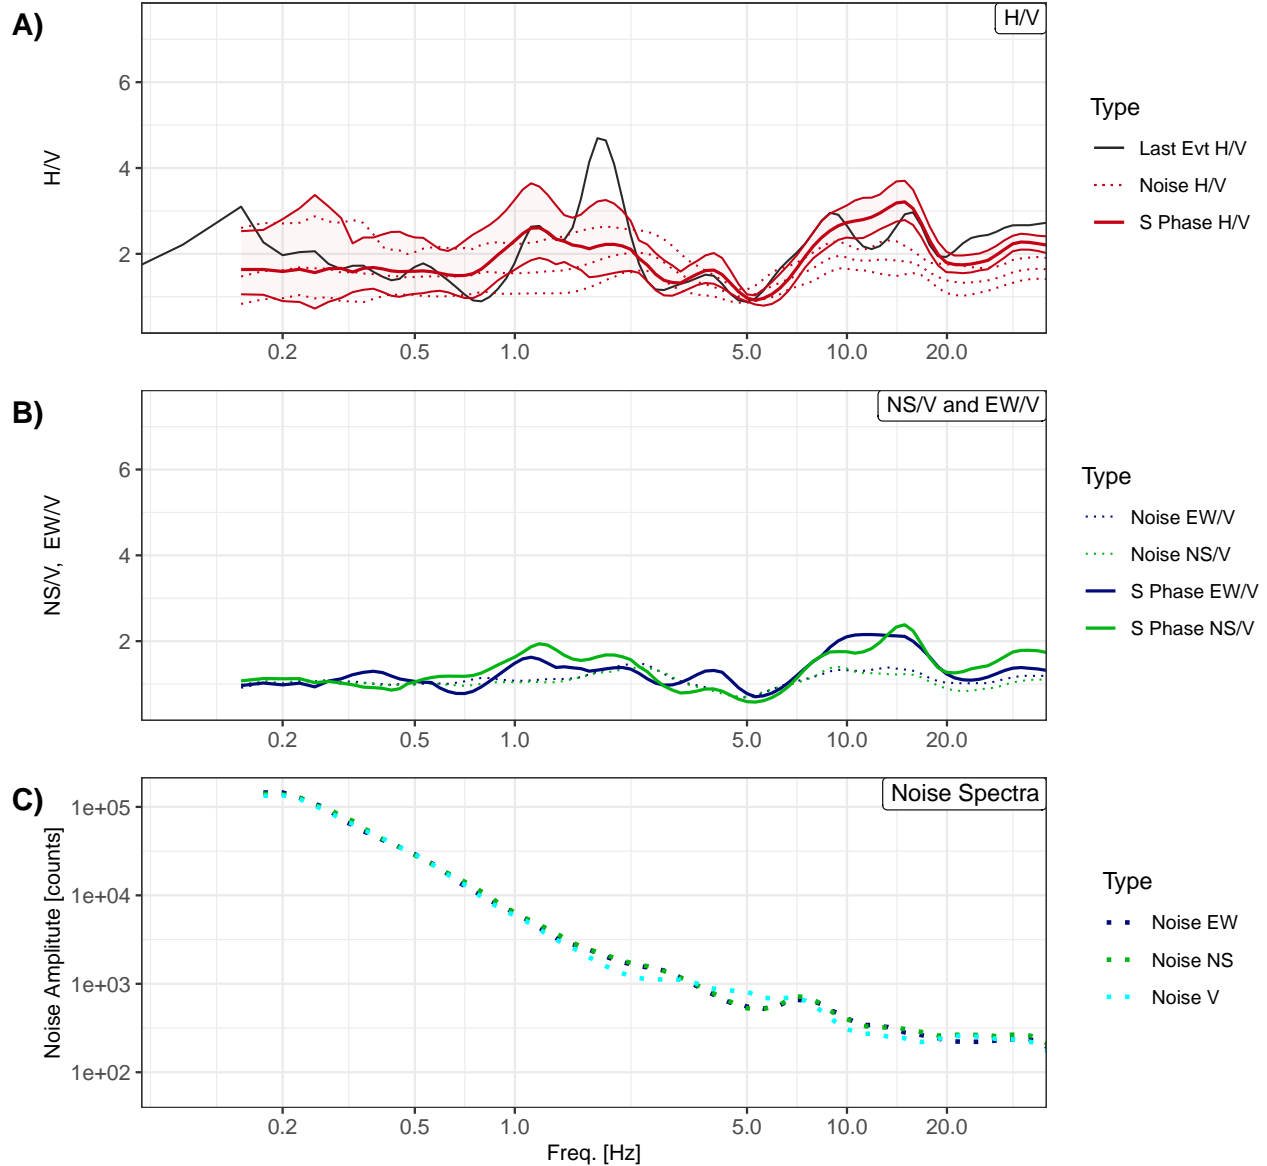 A)
H/V
6
4
2
H/V
0.2 0.5 1.0 5.0 10.0 20.0
Type
Last Evt H/V
Noise H/V
S Phase H/V
B)
NS/V and EW/V
6
4
2
NS/V, EW/V
0.2 0.5 1.0 5.0 10.0 20.0
Type
Noise EW/V
Noise NS/V
S Phase EW/V
S Phase NS/V
C)
Noise Spectra
1e+05
1e+04
1e+03
1e+02
Noise Amplitute [counts]
0.2 0.5 1.0 5.0 10.0 20.0
Freq. [Hz]
Type
Noise EW
Noise NS
Noise V